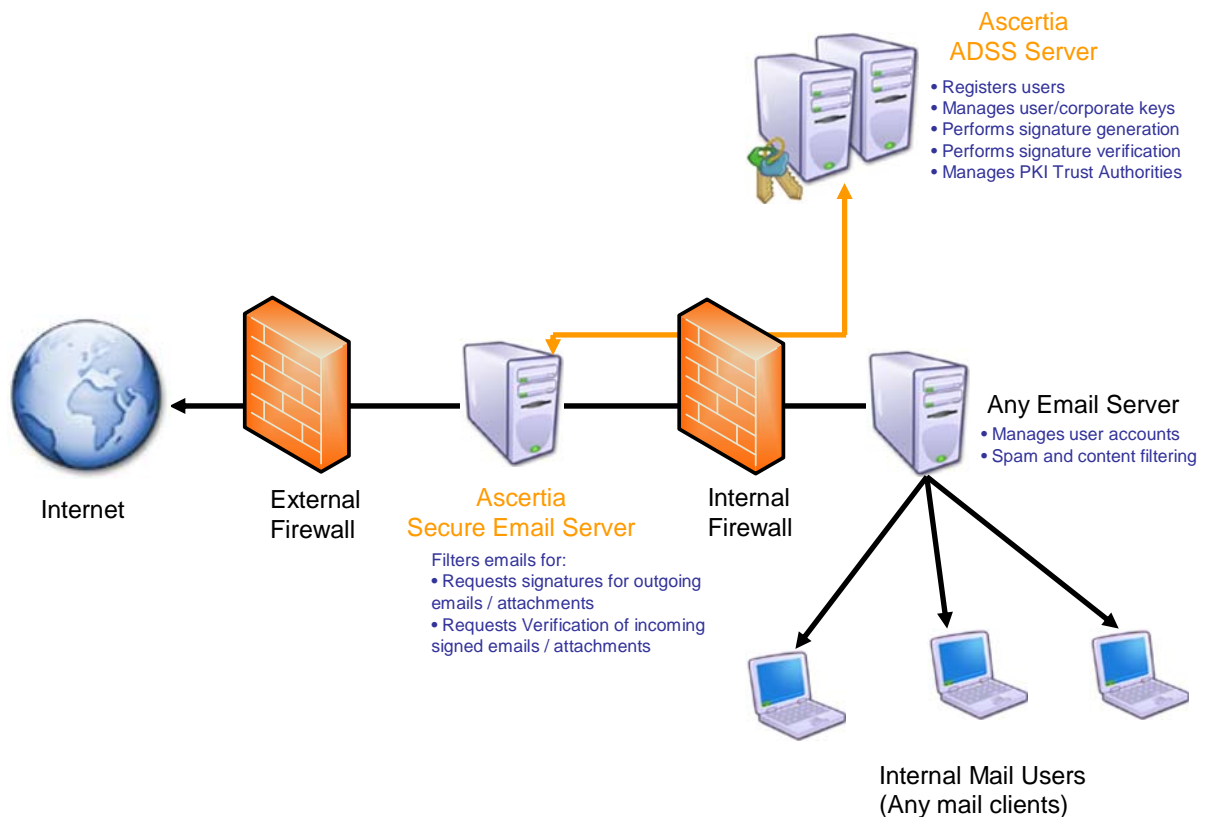 Ascertia
ADSS Server
• Registers users
• Manages user/corporate keys
• Performs signature generation
• Performs signature verification
• Manages PKI Trust Authorities
Internet
External
Firewall
Ascertia
Secure Email Server
Filters emails for:
• Requests signatures for outgoing
emails / attachments
• Requests Verification of incoming
signed emails / attachments
Internal
Firewall
Any Email Server
• Manages user accounts
• Spam and content filtering
Internal Mail Users
(Any mail clients)